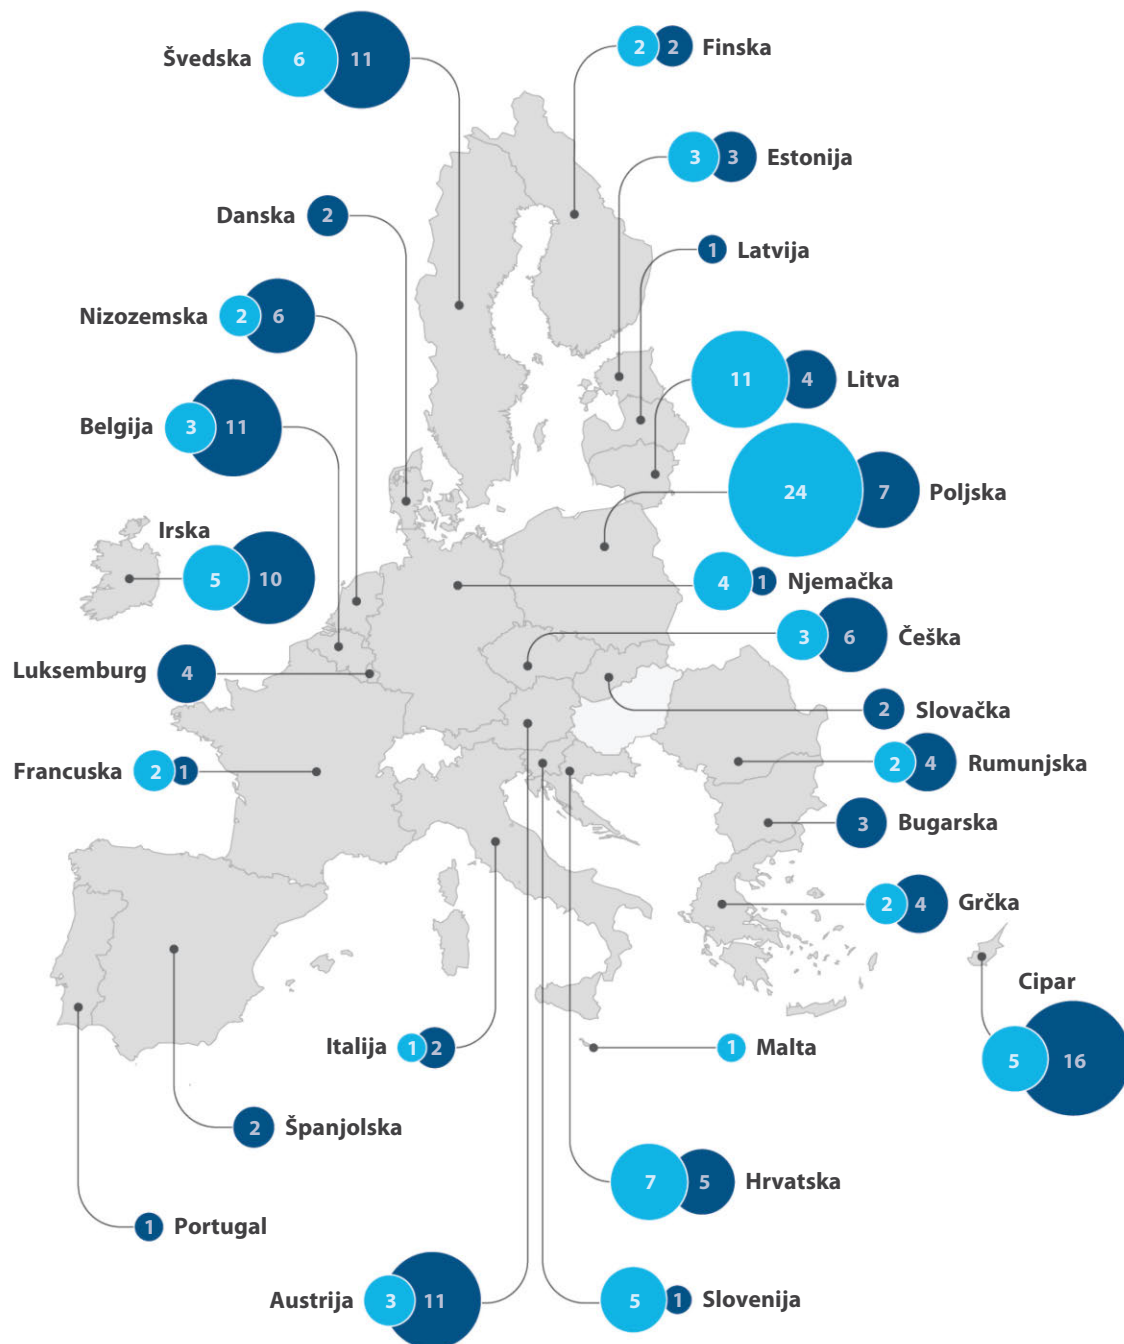 Švedska 6 11
2 2 Finska
3 3 Estonija
Danska 2
1 Latvija
Nizozemska 2 6
11 4 Litva
Belgija 3 11
24 7 Poljska
Irska
5 10
4 1 Njemačka
3 6 Češka
Luksemburg 4
2 Slovačka
Francuska 2 1
2 4 Rumunjska
3 Bugarska
2 4 Grčka
Cipar
5 16
Italija 1 2
1 Malta
2 Španjolska
7 5 Hrvatska
1 Portugal
Austrija 3 11
5 1 Slovenija